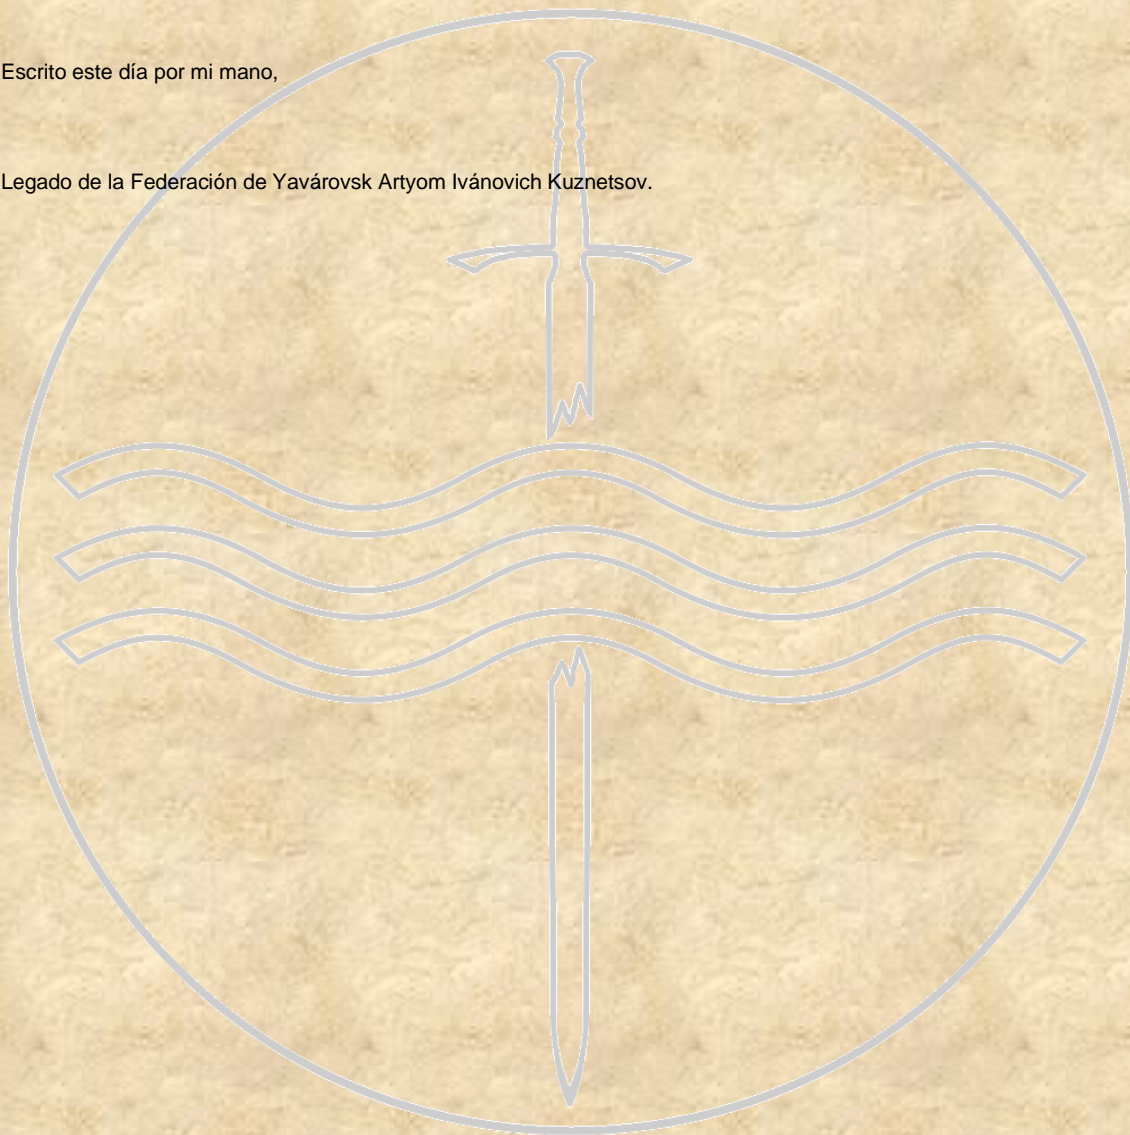 Escrito este día por mi mano,
Legado de la Federación de Yavárovsk Artyom Ivánovich Kuznetsov.